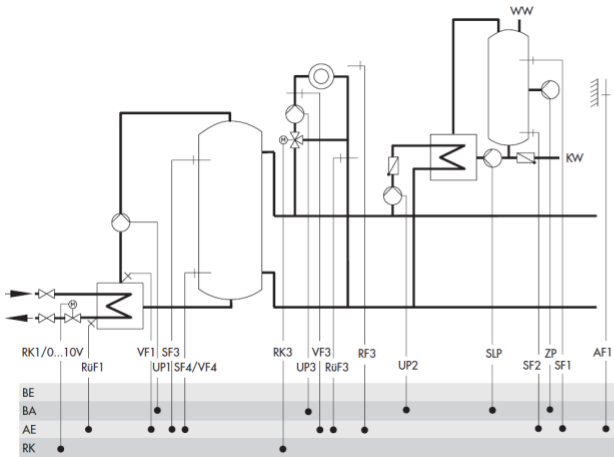 WW
KW
M
M
RK1/0...10V
VF1
SF3
RK3
VF3
RF3
SLP
ZP
AF1
RüF1
UP1
SF4/VF4
UP3
RüF3
UP2
SF2
SF1
BE
BA
AE
RK